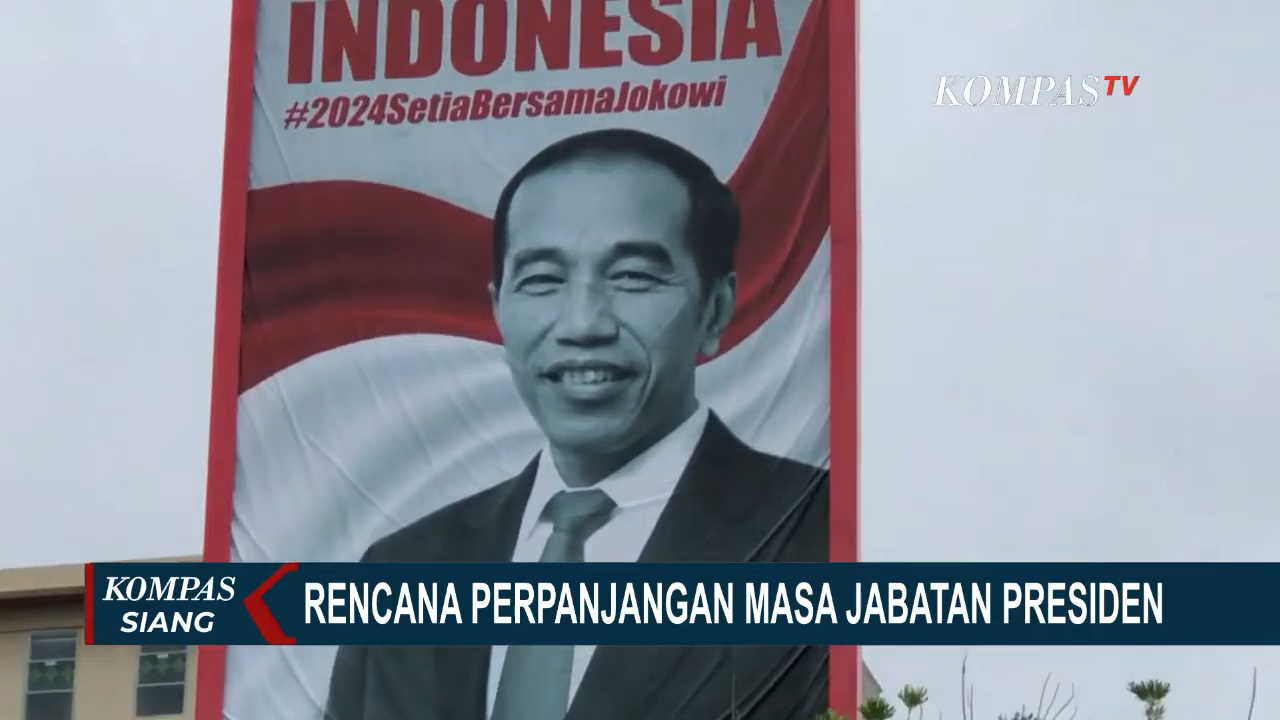 INDONESIA
#2024SetiaBersamaJokowi
KOMPASTV
KOMPAS
SIANG
RENCANA PERPANJANGAN MASA JABATAN PRESIDEN